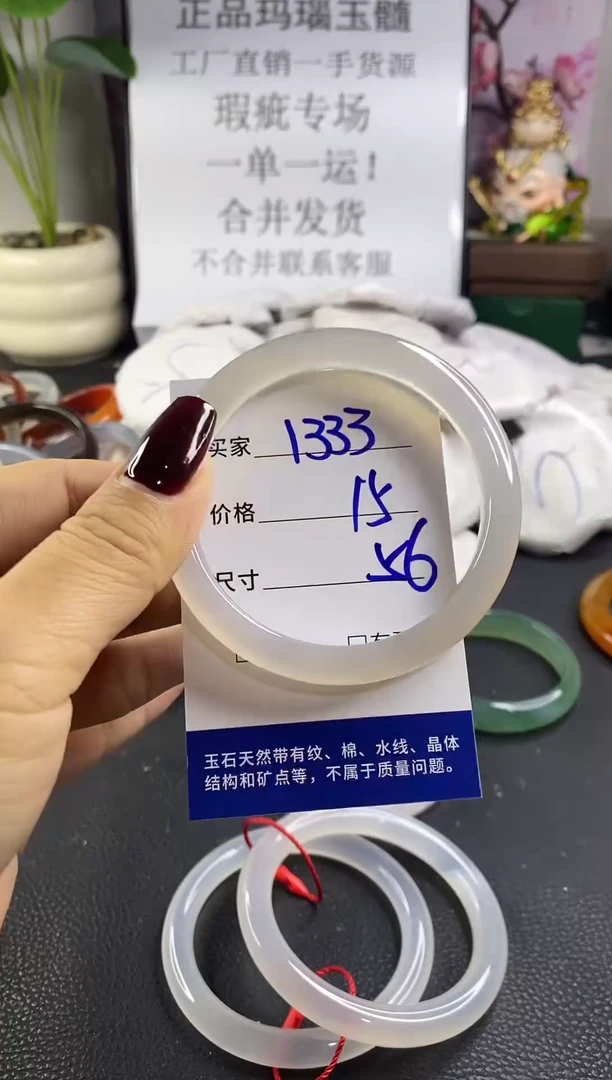 正品玛瑙玉髓
工厂直销一手货源
瑕疵专场
一单一运！
合并发货
不合并联系客服
买家 1333
价格 15
尺寸 56
玉石天然带有纹、棉、水线、晶体
结构和矿点等，不属于质量问题。